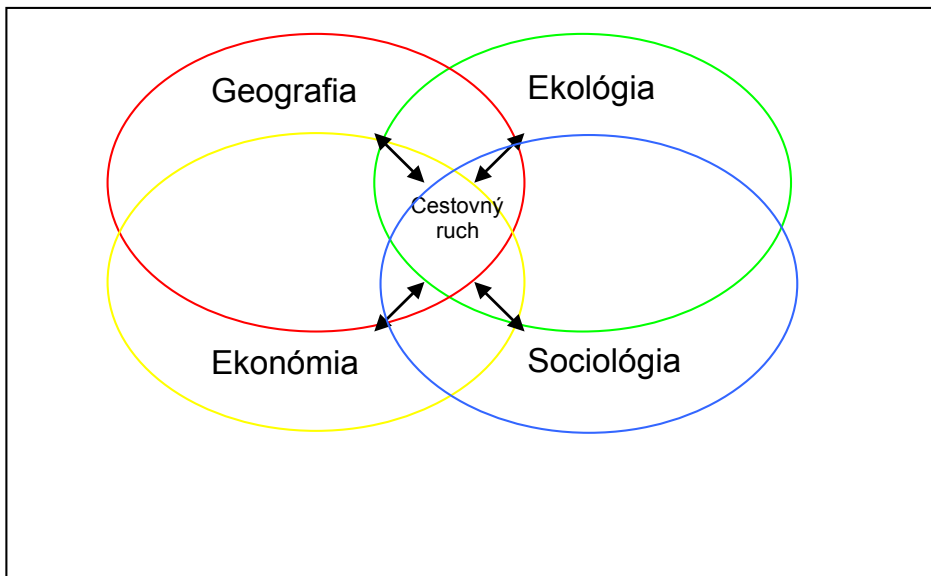 Geografia
Ekológia
Cestovný
ruch
Ekonómia
Sociológia